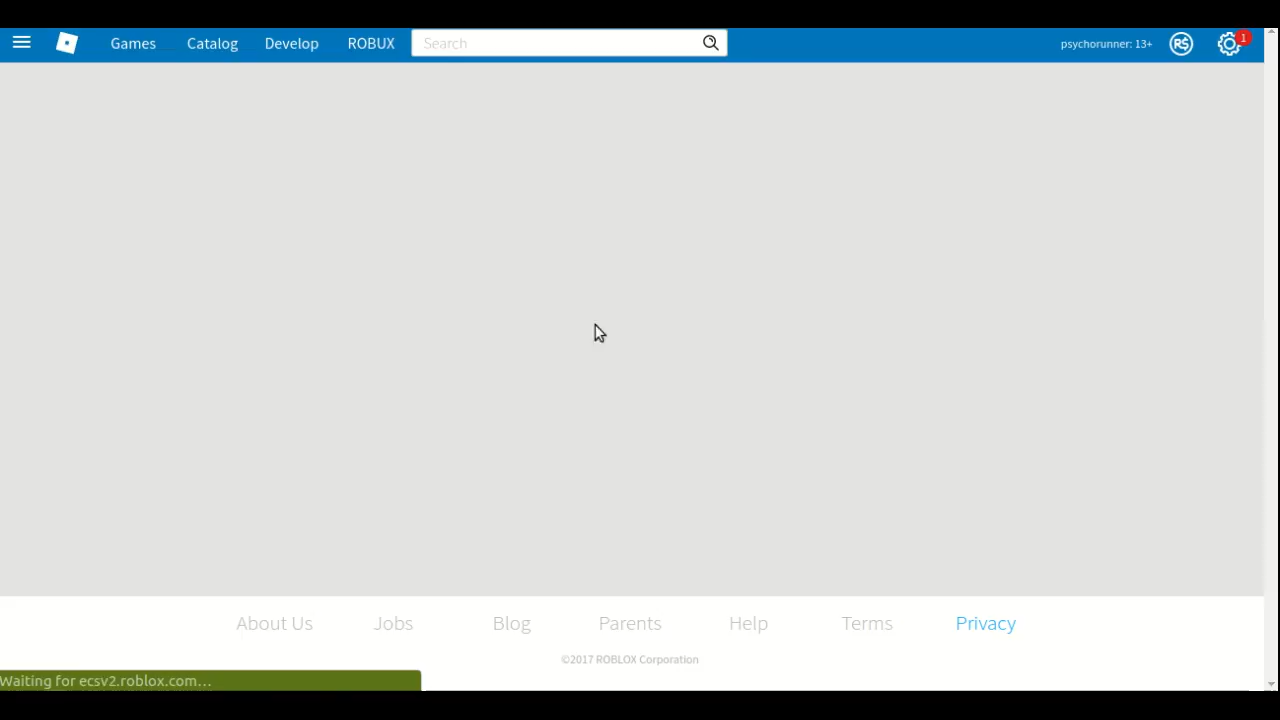 Games Catalog Develop ROBUX Search psychorunner: 13+ R$ 1
About Us Jobs Blog Parents Help Terms Privacy
©2017 ROBLOX Corporation
Waiting for ecsv2.roblox.com...